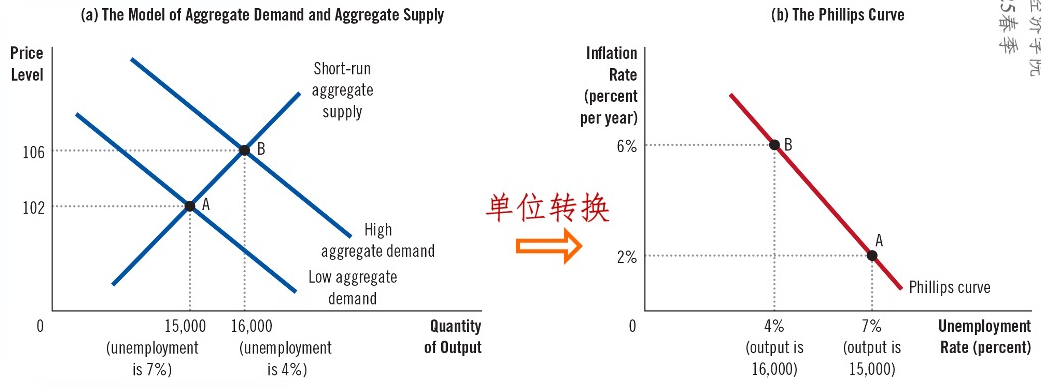 (a) The Model of Aggregate Demand and Aggregate Supply
Price
Level
Short-run
aggregate
supply
106
B
102
A
High
aggregate demand
Low aggregate
demand
0
15,000
16,000
Quantity
of Output
(unemployment
is 7%)
(unemployment
is 4%)
单位转换
(b) The Phillips Curve
Inflation
Rate
(percent
per year)
6%
B
A
2%
Phillips curve
0
4%
7%
Unemployment
Rate (percent)
(output is
16,000)
(output is
15,000)
济学院
5春季